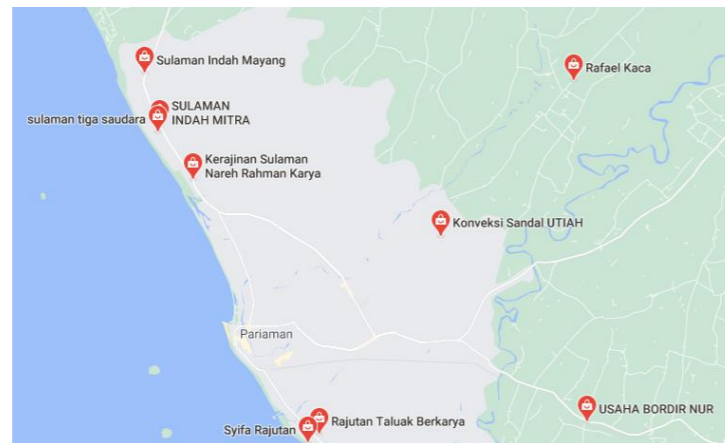 Sulaman Indah Mayang
Rafael Kaca
SULAMAN
INDAH MITRA
sulaman tiga saudara
Kerajinan Sulaman
Nareh Rahman Karya
Konveksi Sandal UTIAH
Pariaman
USAHA BORDIR NUR
Rajutan Taluak Berkarya
Syifa Rajutan